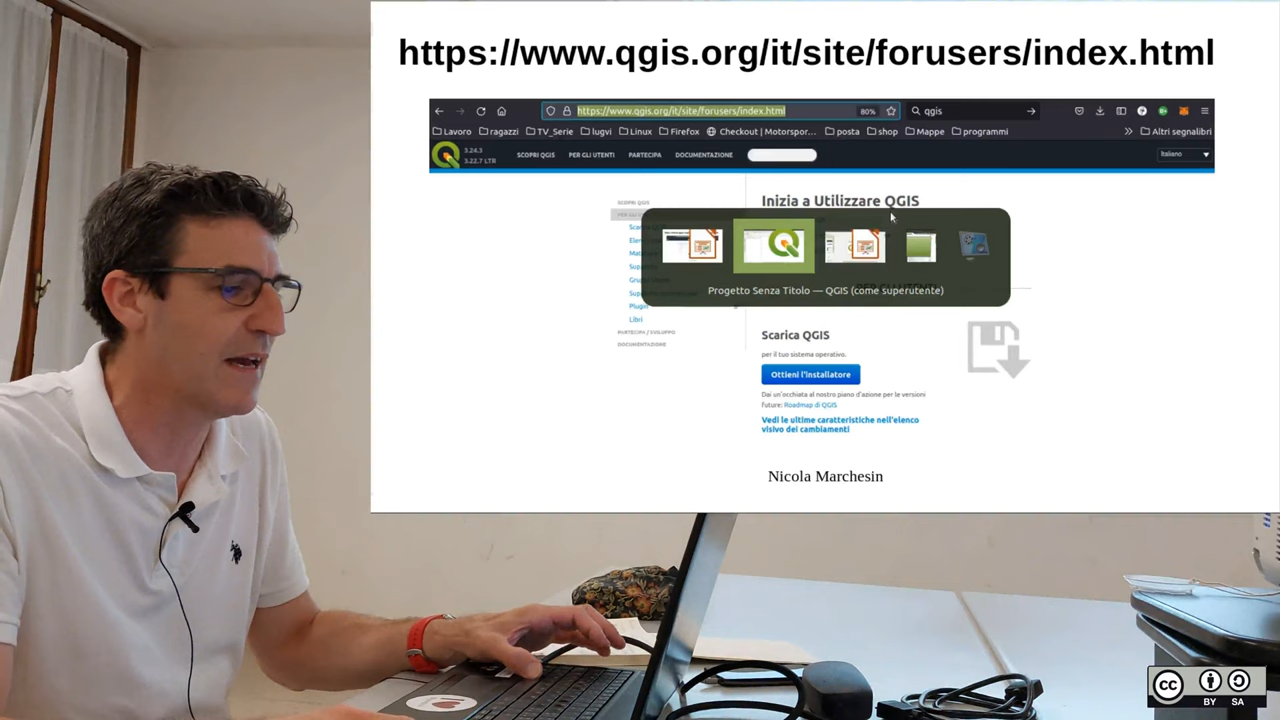 https://www.qgis.org/it/site/forusers/index.html
https://www.qgis.org/it/site/forusers/index.html
80%
qgis
Lavoro ragazzi TV_Serie lugvi Linux Firefox Checkout | Motorspor... posta shop Mappe programmi Altri segnalibri
3.24.3
3.22.7 LTR
SCOPRI QGIS PER GLI UTENTI PARTECIPA DOCUMENTAZIONE
Italiano
SCOPRI QGIS
Plugin
Libri
PARTECIPA / SVILUPPO
DOCUMENTAZIONE
Inizia a Utilizzare QGIS
Progetto Senza Titolo — QGIS (come superutente)
Scarica QGIS
per il tuo sistema operativo.
Ottieni l'installatore
Dai un'occhiata al nostro piano d'azione per le versioni
future: Roadmap di QGIS
Vedi le ultime caratteristiche nell'elenco
visivo dei cambiamenti
Nicola Marchesin
CC BY SA